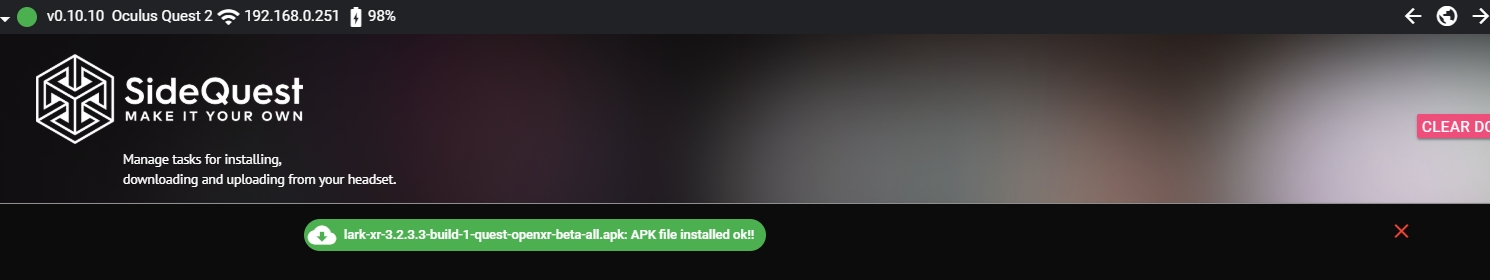 v0.10.10 Oculus Quest 2 192.168.0.251 98%
SideQuest
MAKE IT YOUR OWN
CLEAR DO
Manage tasks for installing,
downloading and uploading from your headset.
lark-xr-3.2.3.3-build-1-quest-openxr-beta-all.apk: APK file installed ok!!